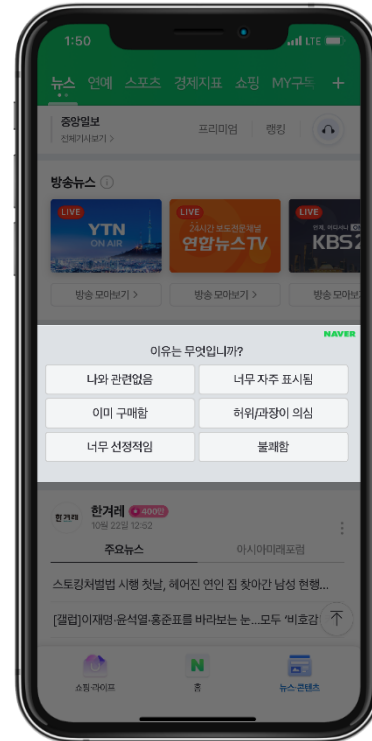 1:50
LTE
뉴스 연예 스포츠 경제지표 쇼핑 MY구독 +
중앙일보
전체기사보기 >
프리미엄 랭킹
방송뉴스
LIVE
YTN
ON AIR
LIVE
24시간 보도전문채널
연합뉴스TV
LIVE
KBS2
방송 모아보기 >
방송 모아보기 >
방송 모아보
NAVER
이유는 무엇입니까?
나와 관련없음
너무 자주 표시됨
이미 구매함
허위/과장이 의심
너무 선정적임
불쾌함
한겨레
한겨레 400만
10월 22일 12:52
주요뉴스
아시아미래포럼
스토킹처벌법 시행 첫날, 헤어진 연인 집 찾아간 남성 현행...
[갤럽]이재명·윤석열·홍준표를 바라보는 눈...모두 ‘비호감
N
쇼핑·라이프
홈
뉴스·콘텐츠